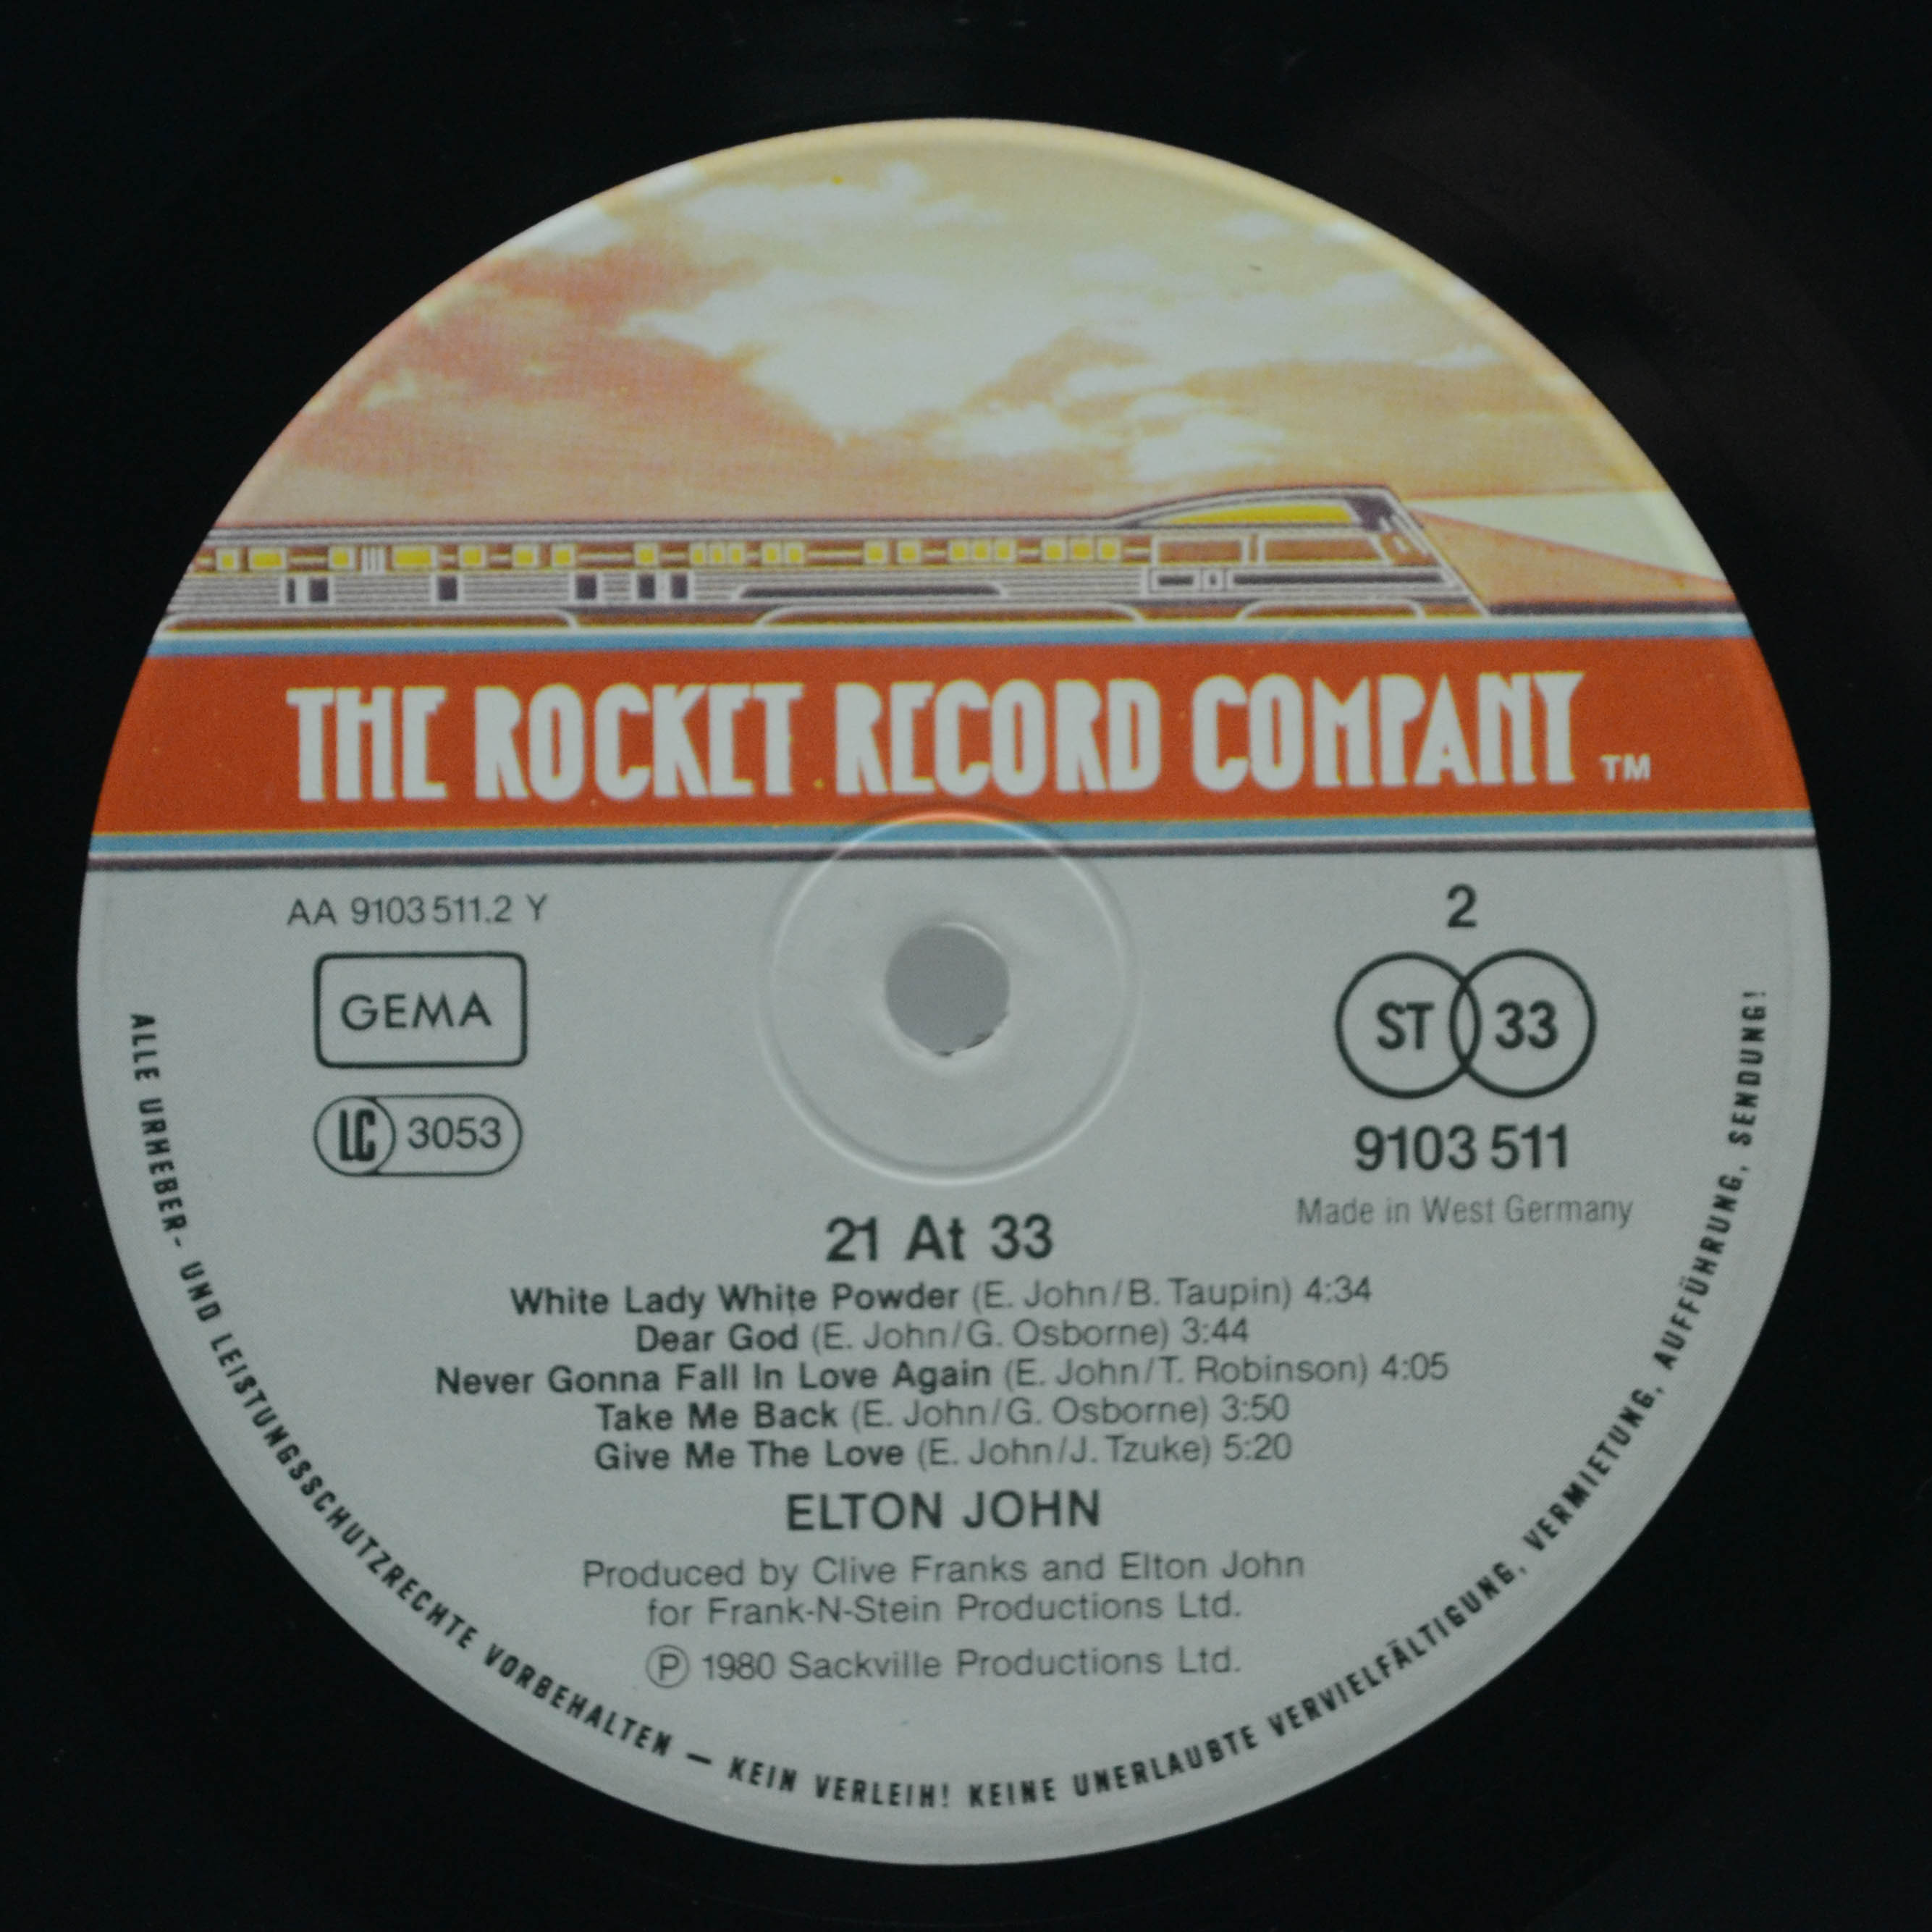 THE ROCKET RECORD COMPANY TM
AA 9103 511.2 Y
GEMA
LC 3053
2
ST 33
9103 511
Made in West Germany
21 At 33
White Lady White Powder (E. John/B. Taupin) 4:34
Dear God (E. John/G. Osborne) 3:44
Never Gonna Fall In Love Again (E. John/T. Robinson) 4:05
Take Me Back (E. John/G. Osborne) 3:50
Give Me The Love (E. John/J. Tzuke) 5:20
ELTON JOHN
Produced by Clive Franks and Elton John
for Frank-N-Stein Productions Ltd.
Ⓟ 1980 Sackville Productions Ltd.
ALLE URHEBER- UND LEISTUNGSSCHUTZRECHTE VORBEHALTEN — KEIN VERLEIH! KEINE UNERLAUBTE VERVIELFÄLTIGUNG, VERMIETUNG, AUFFÜHRUNG, SENDUNG!